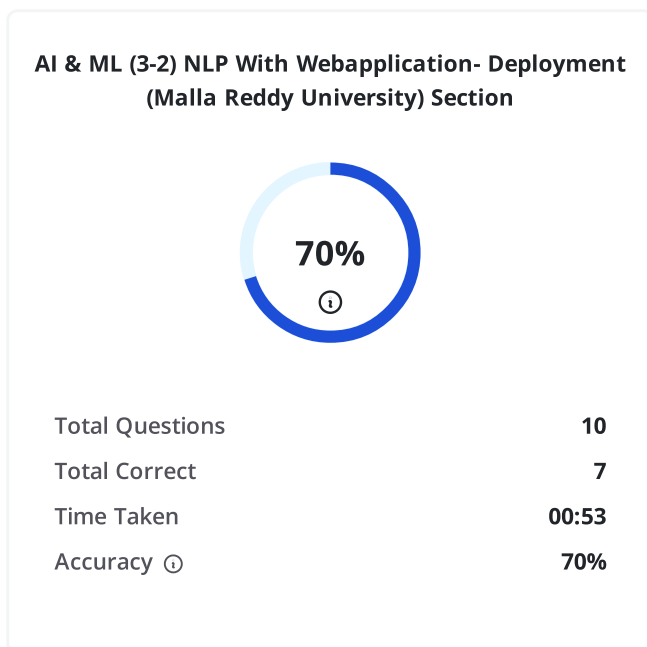 AI & ML (3-2) NLP With Webapplication- Deployment
(Malla Reddy University) Section
70%
Total Questions 10
Total Correct 7
Time Taken 00:53
Accuracy 70%